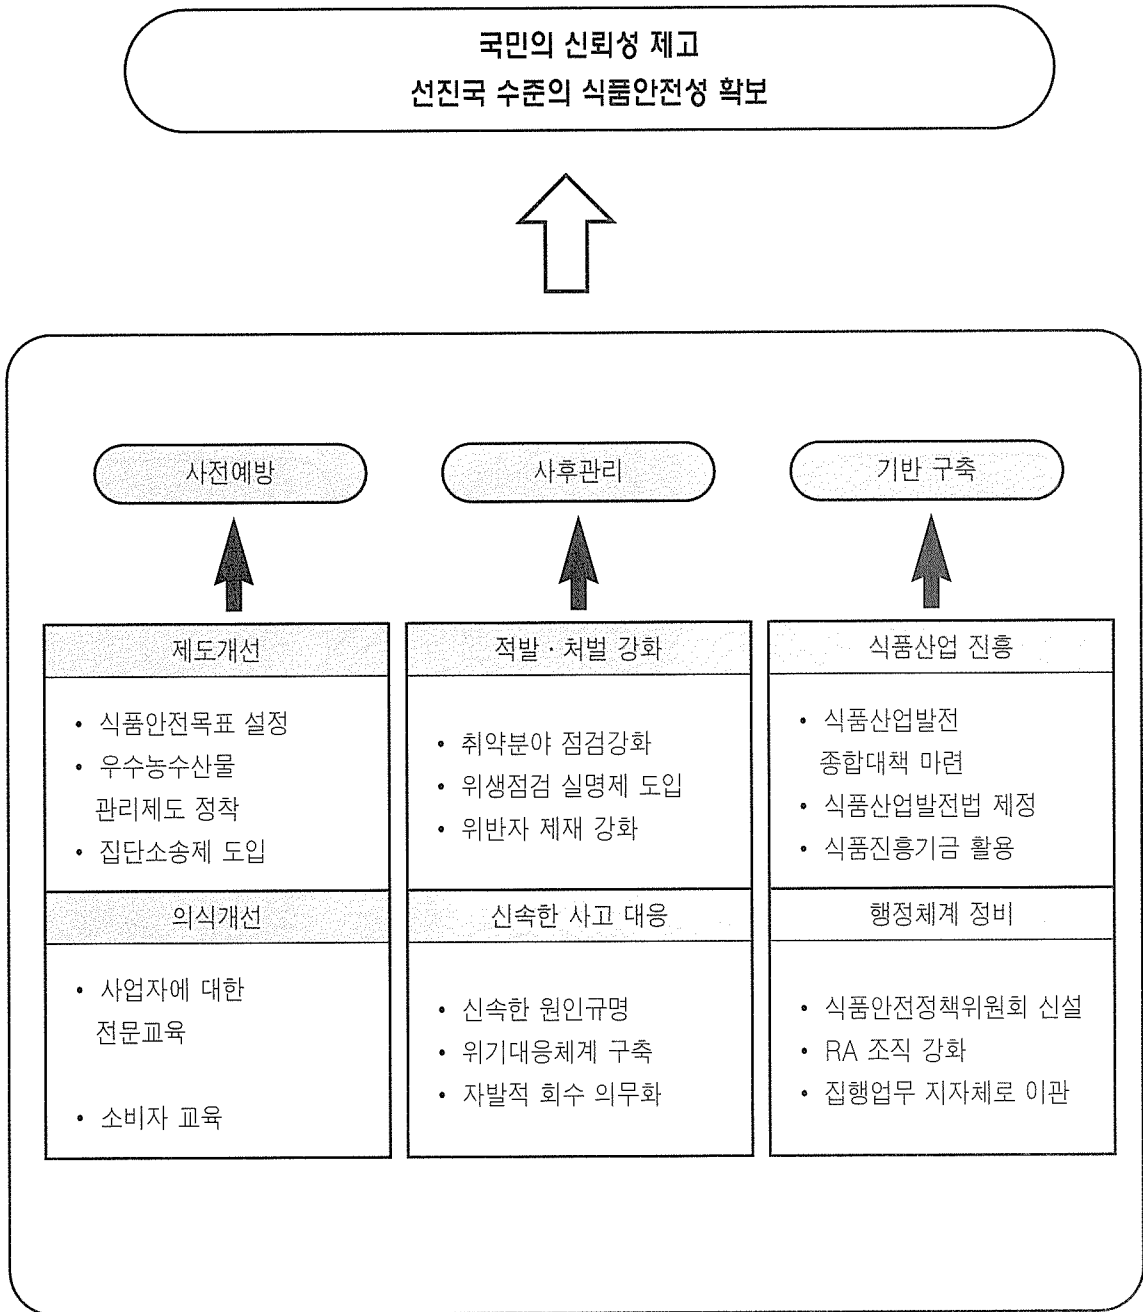 국민의 신뢰성 제고
선진국 수준의 식품안전성 확보
사전예방
사후관리
기반 구축
제도개선
• 식품안전목표 설정
• 우수농수산물
관리제도 정착
• 집단소송제 도입
의식개선
• 사업자에 대한
전문교육
• 소비자 교육
적발·처벌 강화
• 취약분야 점검강화
• 위생점검 실명제 도입
• 위반자 제재 강화
신속한 사고 대응
• 신속한 원인규명
• 위기대응체계 구축
• 자발적 회수 의무화
식품산업 진흥
• 식품산업발전
종합대책 마련
• 식품산업발전법 제정
• 식품진흥기금 활용
행정체계 정비
• 식품안전정책위원회 신설
• RA 조직 강화
• 집행업무 지자체로 이관